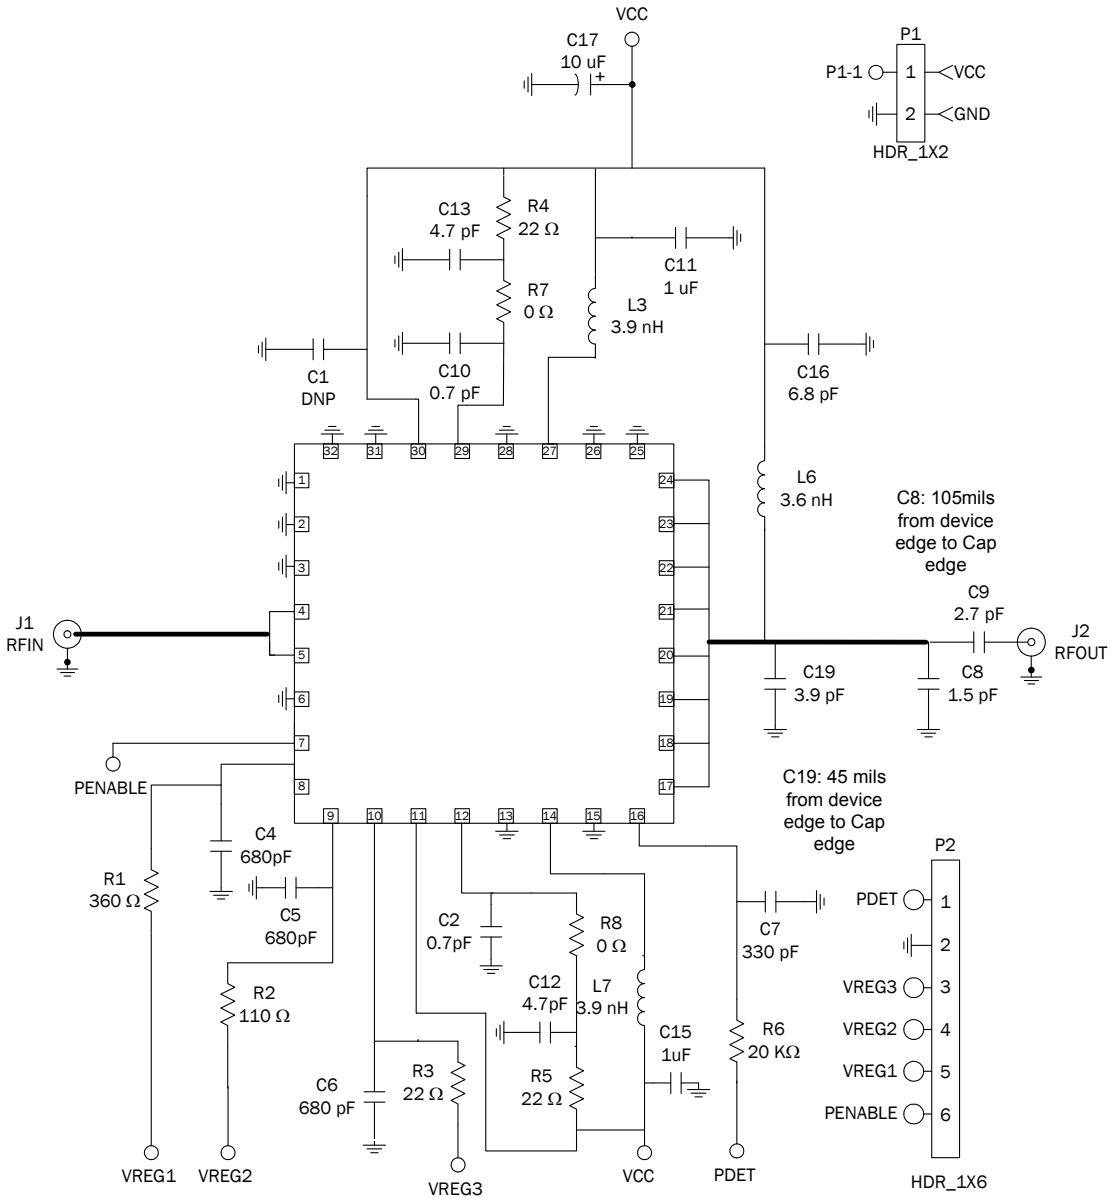 VCC
C17
10 uF
+
P1
P1-1
1
VCC
2
GND
HDR_1X2
C13
4.7 pF
R4
22 Ω
C11
1 uF
R7
0 Ω
L3
3.9 nH
C1
DNP
C10
0.7 pF
C16
6.8 pF
32
31
30
29
28
27
26
25
1
2
3
4
5
6
7
8
24
23
22
21
20
19
18
17
9
10
11
12
13
14
15
16
L6
3.6 nH
C8: 105mils
from device
edge to Cap
edge
C9
2.7 pF
J1
RFIN
J2
RFOUT
C19
3.9 pF
C8
1.5 pF
PENABLE
C19: 45 mils
from device
edge to Cap
edge
C4
680pF
R1
360 Ω
C5
680pF
C2
0.7pF
R8
0 Ω
C7
330 pF
R2
110 Ω
C12
4.7pF
L7
3.9 nH
R6
20 KΩ
C15
1uF
C6
680 pF
R3
22 Ω
R5
22 Ω
VREG1
VREG2
VREG3
VCC
PDET
P2
PDET
1
2
VREG3
3
VREG2
4
VREG1
5
PENABLE
6
HDR_1X6